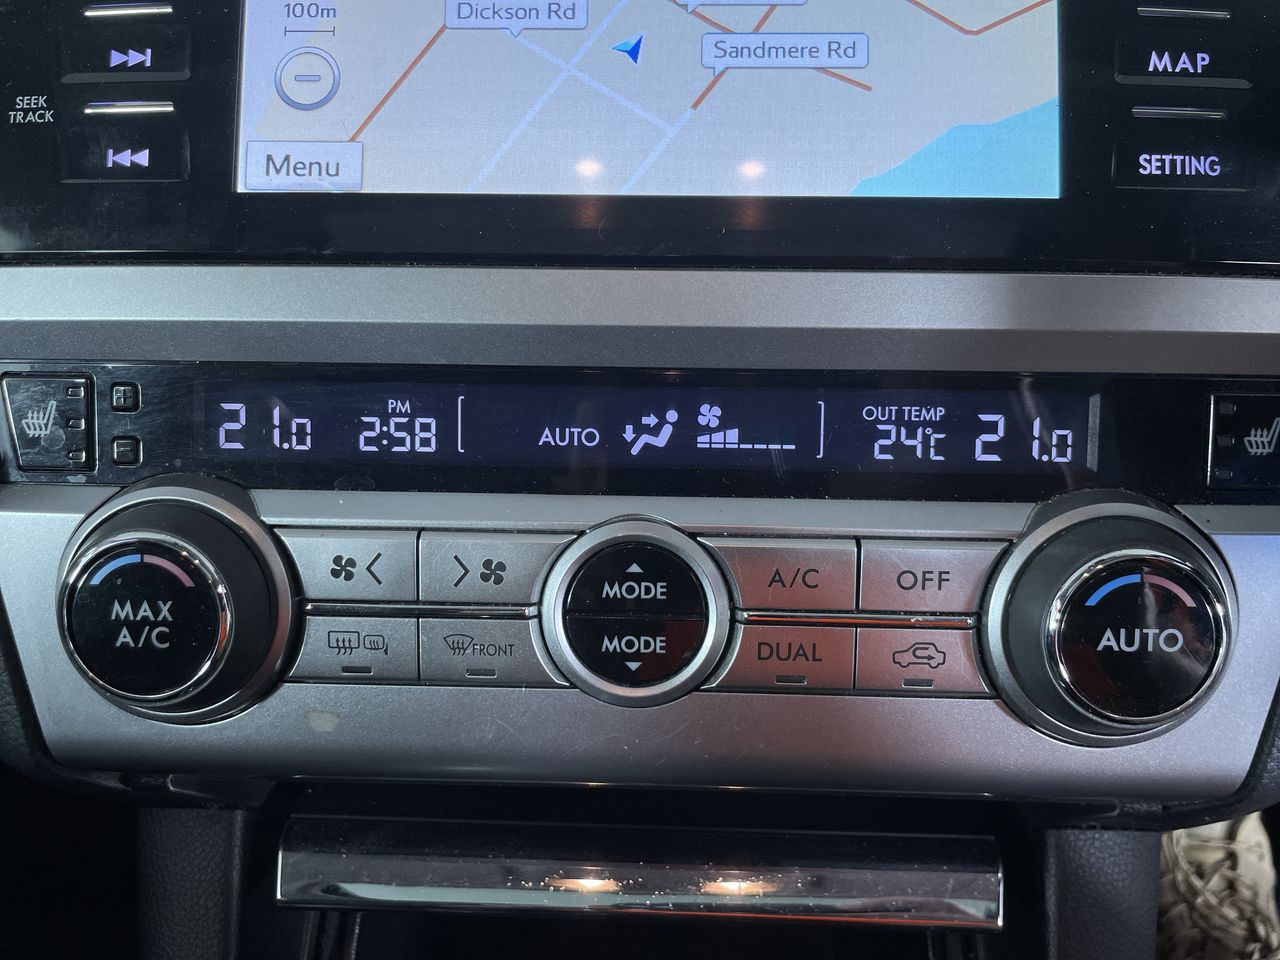 100m
Dickson Rd
Sandmere Rd
MAP
SEEK
TRACK
Menu
SETTING
21.0
PM
2:58
AUTO
OUT TEMP
24°C
21.0
MAX
A/C
MODE
MODE
FRONT
A/C
OFF
DUAL
AUTO